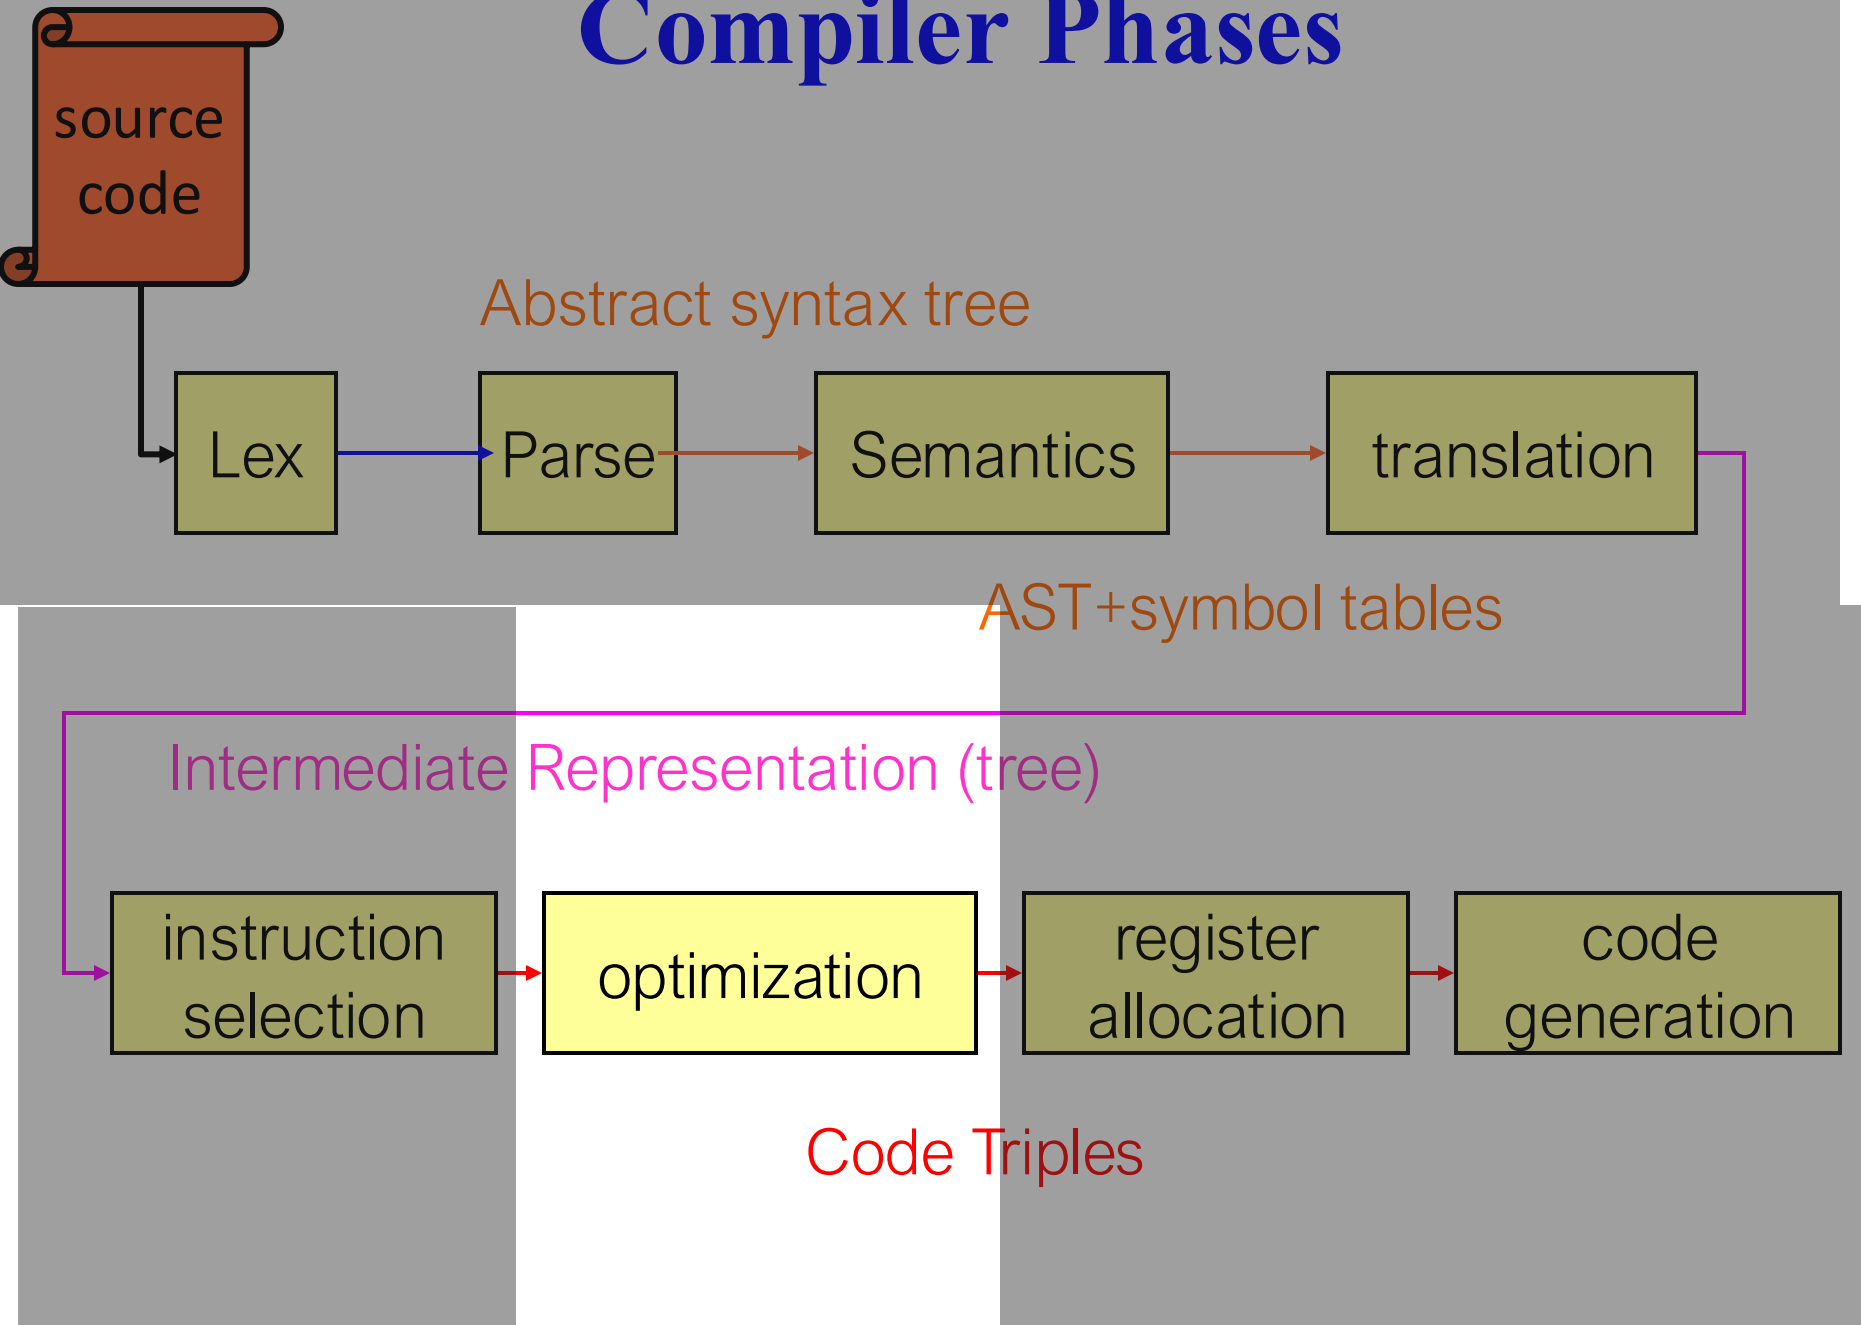 Compiler Phases
source
code
Abstract syntax tree
Lex
Parse
Semantics
translation
AST+symbol tables
Intermediate Representation (tree)
instruction
selection
optimization
register
allocation
code
generation
Code Triples